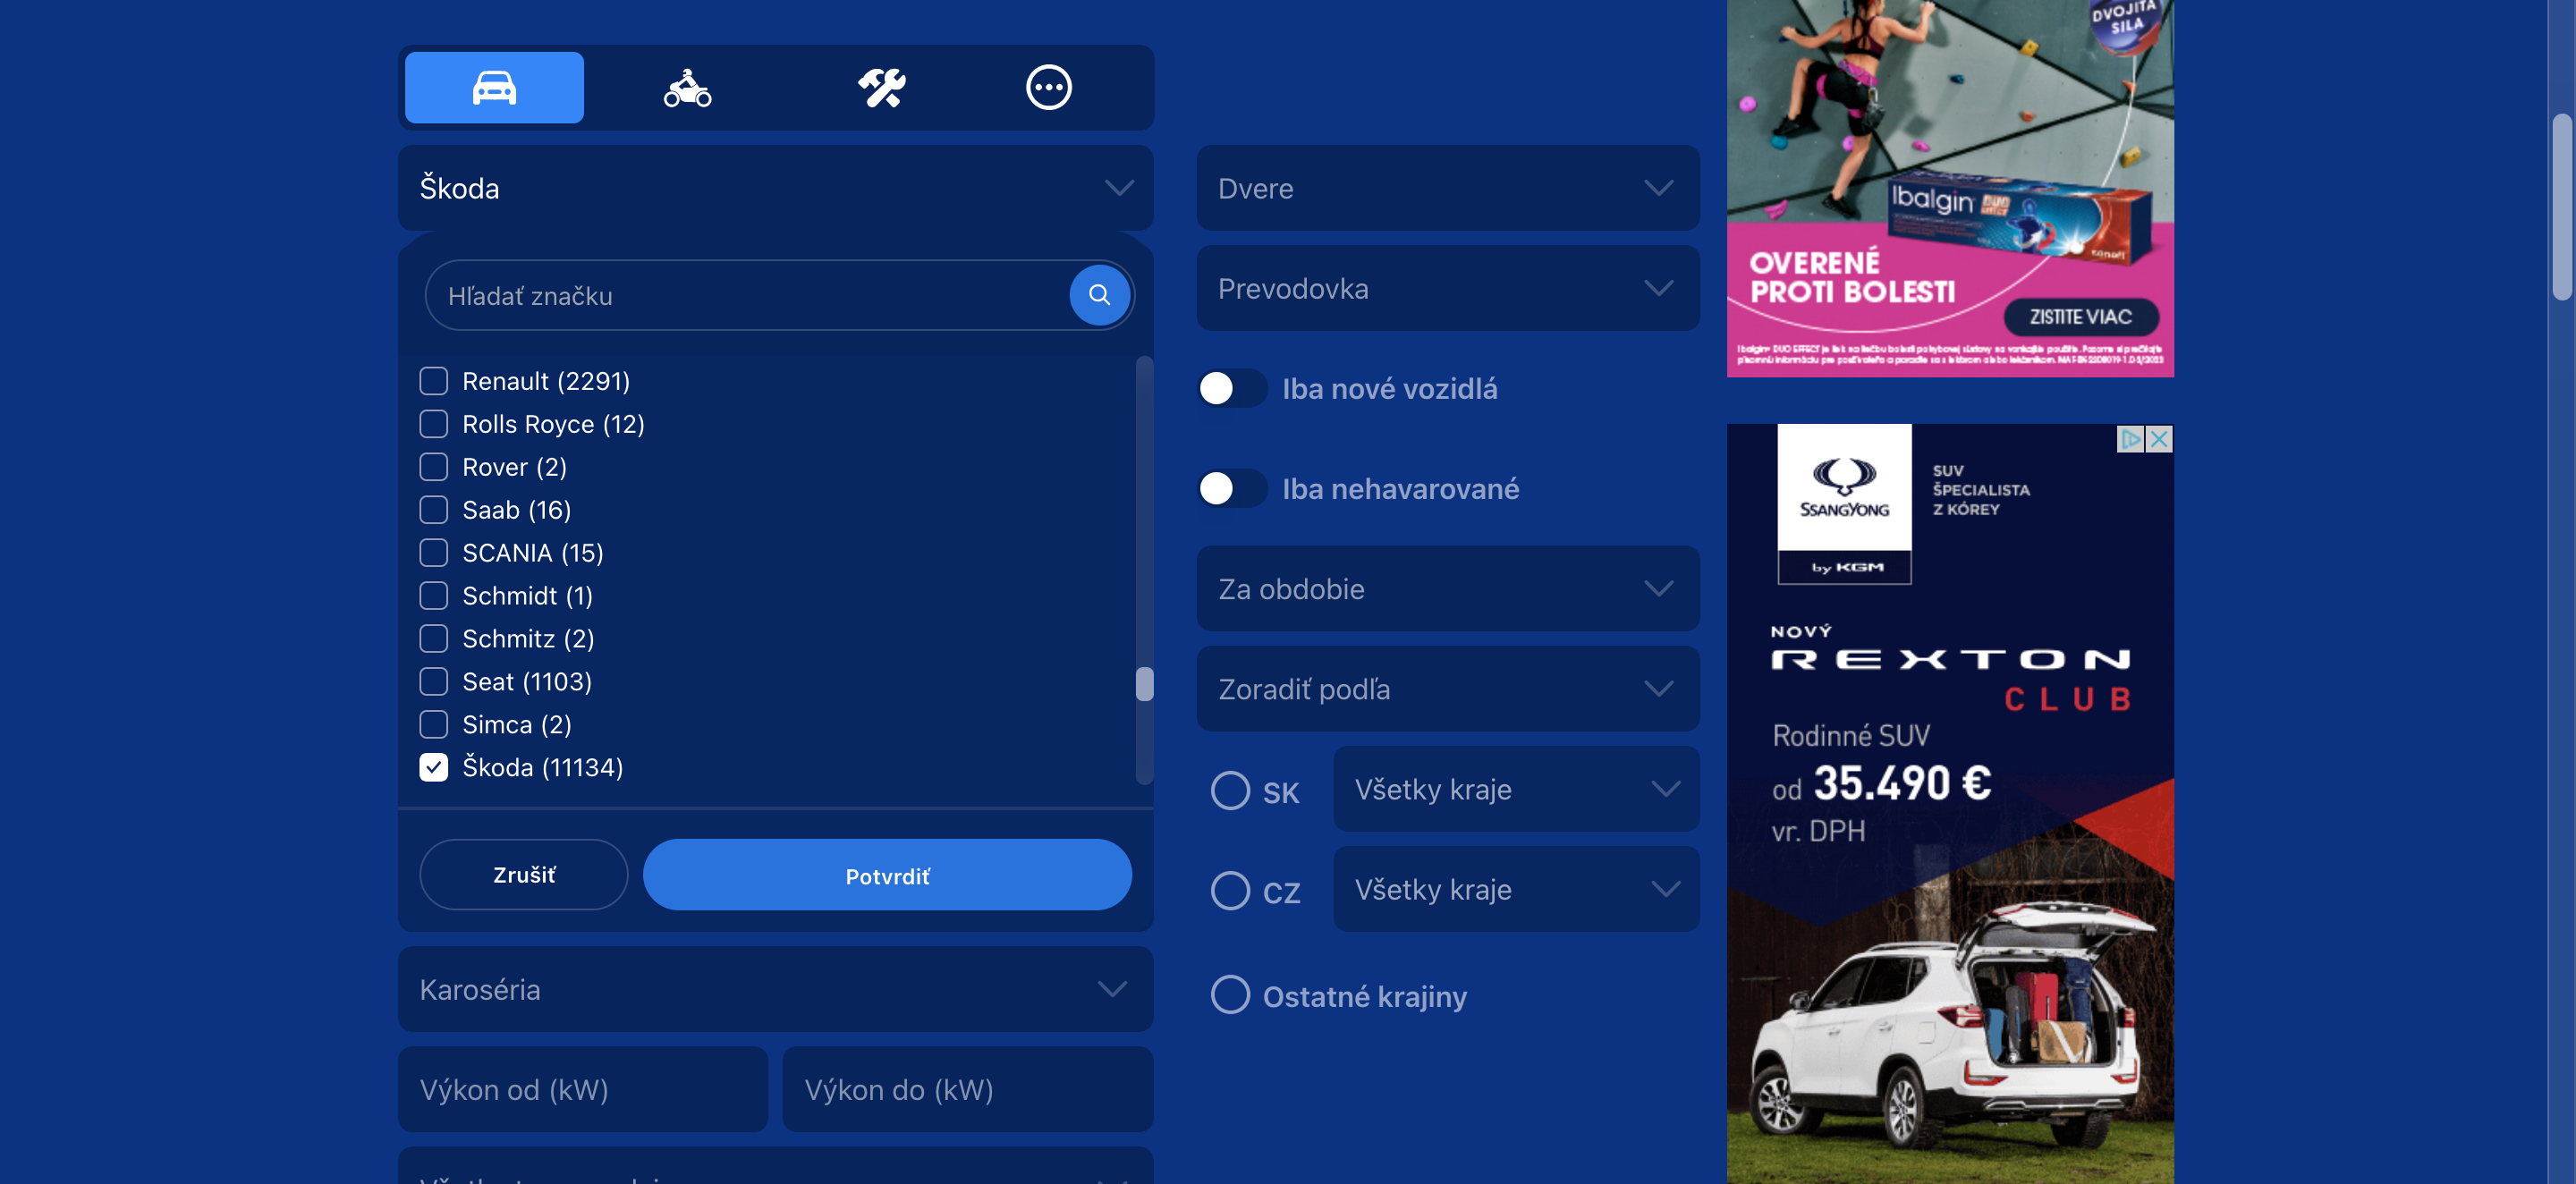 Škoda
Hľadať značku
Renault (2291)
Rolls Royce (12)
Rover (2)
Saab (16)
SCANIA (15)
Schmidt (1)
Schmitz (2)
Seat (1103)
Simca (2)
Škoda (11134)
Zrušiť
Potvrdiť
Karoséria
Výkon od (kW)
Výkon do (kW)
Dvere
Prevodovka
Iba nové vozidlá
Iba nehavarované
Za obdobie
Zoradiť podľa
SK
Všetky kraje
CZ
Všetky kraje
Ostatné krajiny
DVOJITÁ
SILA
Ibalgin DUO
EFFECT
sanofi
OVERENÉ
PROTI BOLESTI
ZISTITE VIAC
SSANGYONG
by KGM
SUV
ŠPECIALISTA
Z KÓREY
NOVÝ
REXTON
CLUB
Rodinné SUV
od 35.490 €
vr. DPH